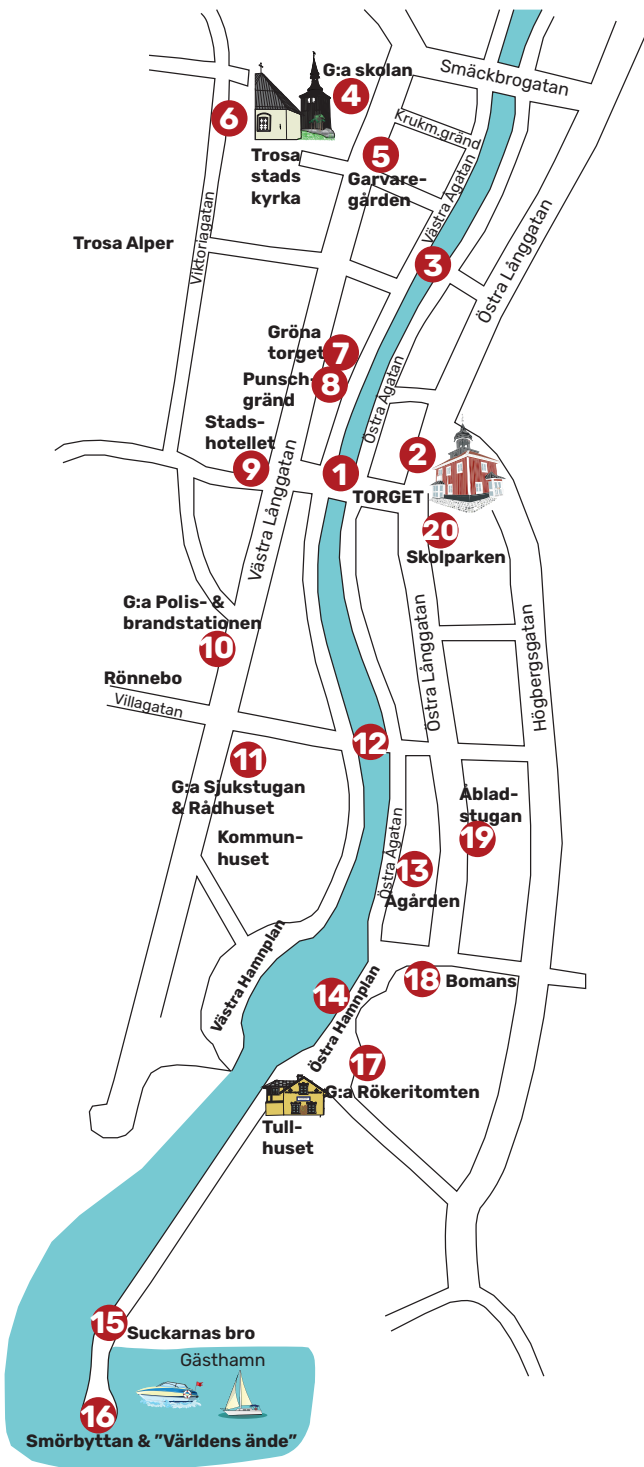 Smäckbrogatan
G:a skolan
4
6
Krukm.gränd
5
Trosa
stads
kyrka
Garvare-
gården
Västra Ågatan
Östra Långgatan
Trosa Alper
Viktoriagatan
3
Gröna
torget
7
Punsch-
gränd
8
Östra Ågatan
Stads-
hotellet
9
1
2
TORGET
Västra Långgatan
20
Skolparken
G:a Polis- &
brandstationen
10
Östra Långgatan
Högbergsgatan
Rönnebo
Villagatan
12
11
G:a Sjukstugan
& Rådhuset
Åblad-
stugan
19
Kommun-
huset
Östra Ågatan
13
Ågården
Västra Hamnplan
14
Östra Hamnplan
18
Bomans
17
G:a Rökeritomten
Tull-
huset
15
Suckarnas bro
Gästhamn
16
Smörbyttan & ”Världens ände”